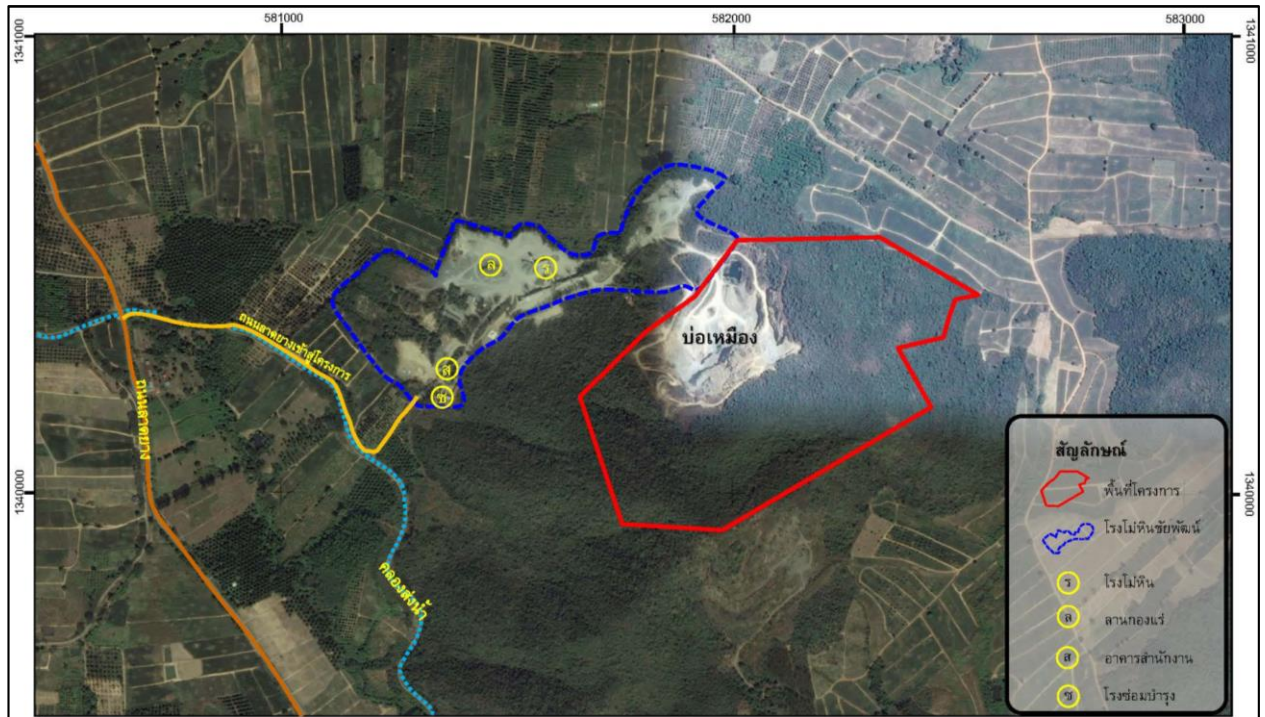 581000
582000
583000
1341000
1341000
ล
ร
บ่อเหมือง
ถนนลาดยางเข้าสู่โครงการ
ส
ซ
ถนนลาดยาง
คลองส่งน้ำ
1340000
1340000
สัญลักษณ์
พื้นที่โครงการ
โรงโม่หินชัยพัฒน์
ร โรงโม่หิน
ล ลานกองแร่
ส อาคารสำนักงาน
ซ โรงซ่อมบำรุง